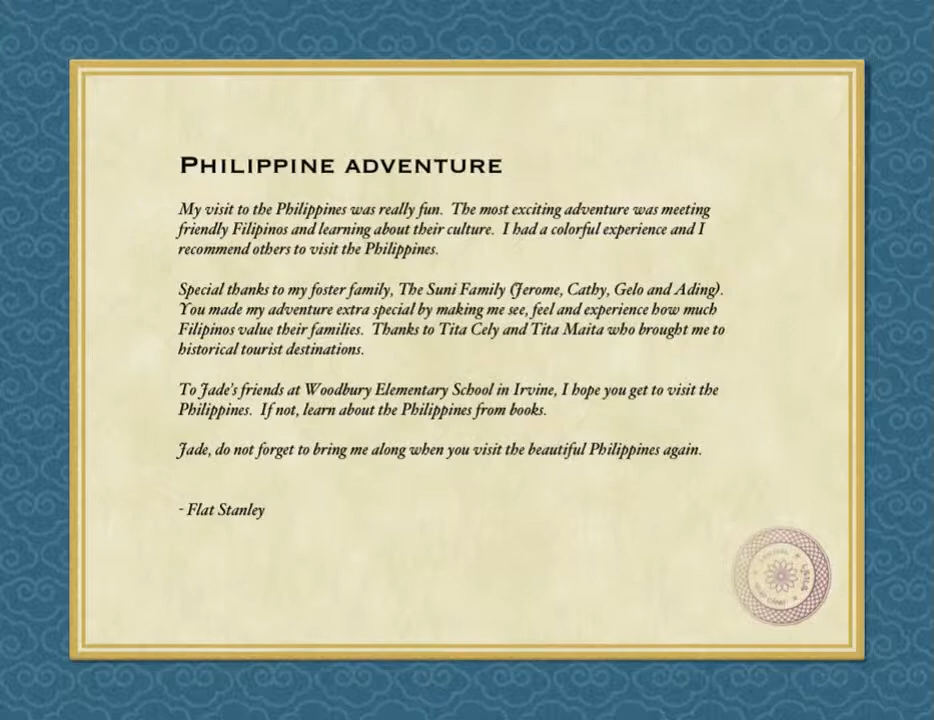 PHILIPPINE ADVENTURE
My visit to the Philippines was really fun. The most exciting adventure was meeting
friendly Filipinos and learning about their culture. I had a colorful experience and I
recommend others to visit the Philippines.
Special thanks to my foster family, The Suni Family (Jerome, Cathy, Gelo and Ading).
You made my adventure extra special by making me see, feel and experience how much
Filipinos value their families. Thanks to Tita Cely and Tita Maita who brought me to
historical tourist destinations.
To Jade's friends at Woodbury Elementary School in Irvine, I hope you get to visit the
Philippines. If not, learn about the Philippines from books.
Jade, do not forget to bring me along when you visit the beautiful Philippines again.
- Flat Stanley